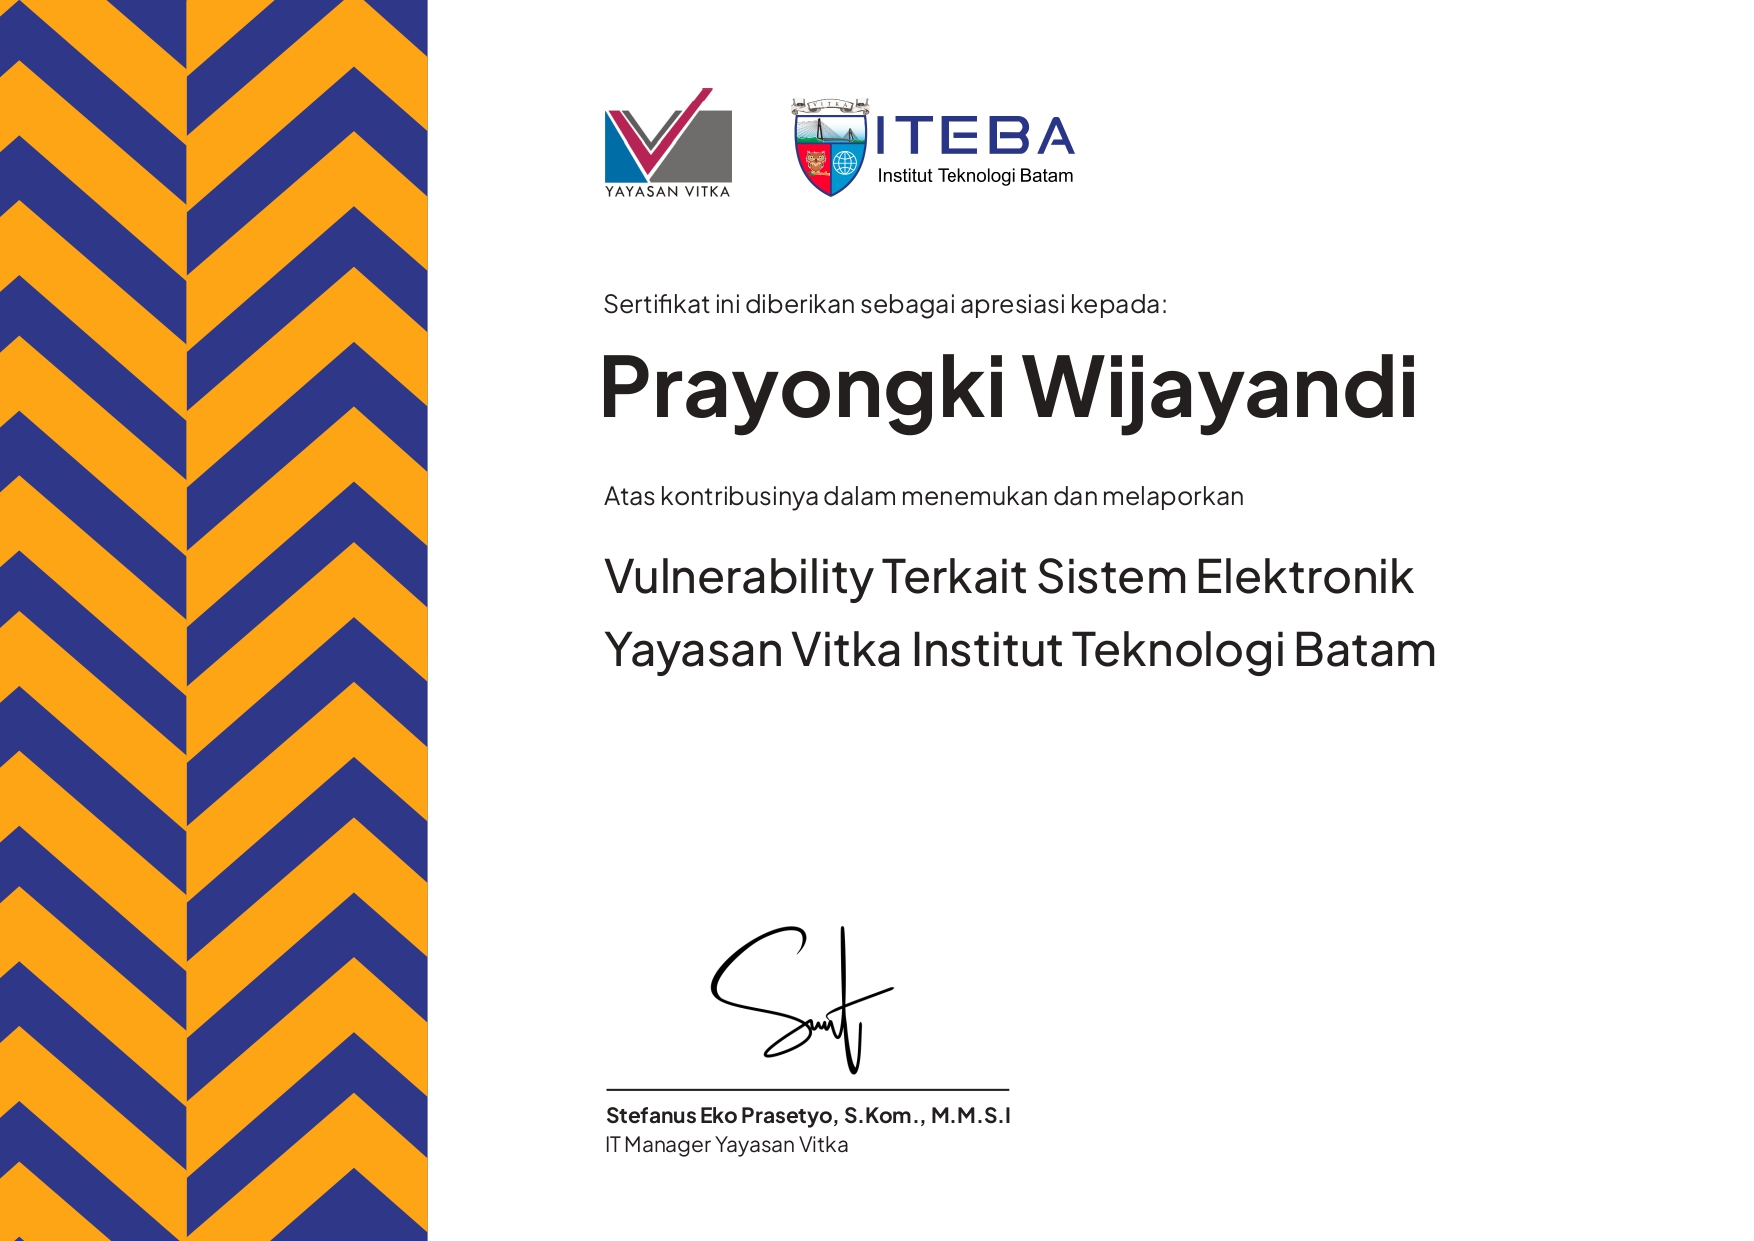 YAYASAN VITKA
VITKA
ITEBA
Institut Teknologi Batam
Sertifikat ini diberikan sebagai apresiasi kepada:
Prayongki Wijayandi
Atas kontribusinya dalam menemukan dan melaporkan
Vulnerability Terkait Sistem Elektronik
Yayasan Vitka Institut Teknologi Batam
Stefanus Eko Prasetyo, S.Kom., M.M.S.I
IT Manager Yayasan Vitka